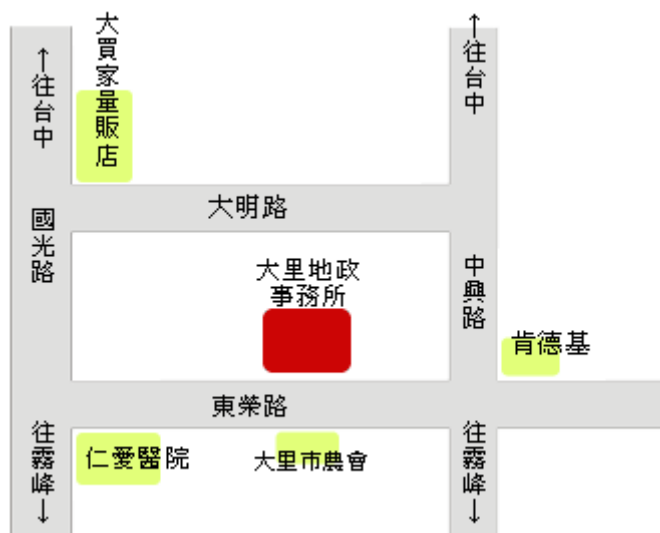 大買家量販店
↑往台中
↑往台中
大明路
國光路
大里地政
事務所
中興路
肯德基
東榮路
往霧峰↓
仁愛醫院
大里市農會
往霧峰↓